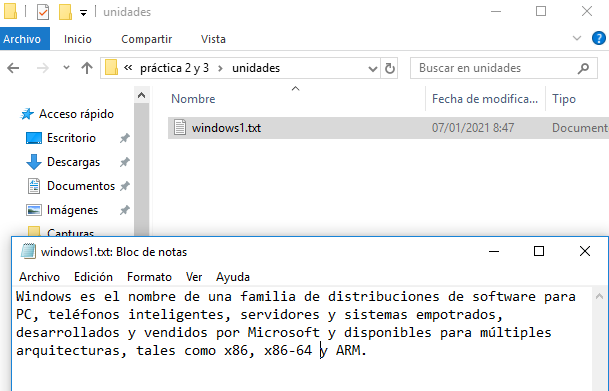 unidades
Archivo Inicio Compartir Vista
« práctica 2 y 3 > unidades Buscar en unidades
Nombre Fecha de modifica... Tipo
Acceso rápido
windows1.txt 07/01/2021 8:47 Document
Escritorio
Descargas
Documentos
Imágenes
Capturas
windows1.txt: Bloc de notas
Archivo Edición Formato Ver Ayuda
Windows es el nombre de una familia de distribuciones de software para
PC, teléfonos inteligentes, servidores y sistemas empotrados,
desarrollados y vendidos por Microsoft y disponibles para múltiples
arquitecturas, tales como x86, x86-64 y ARM.